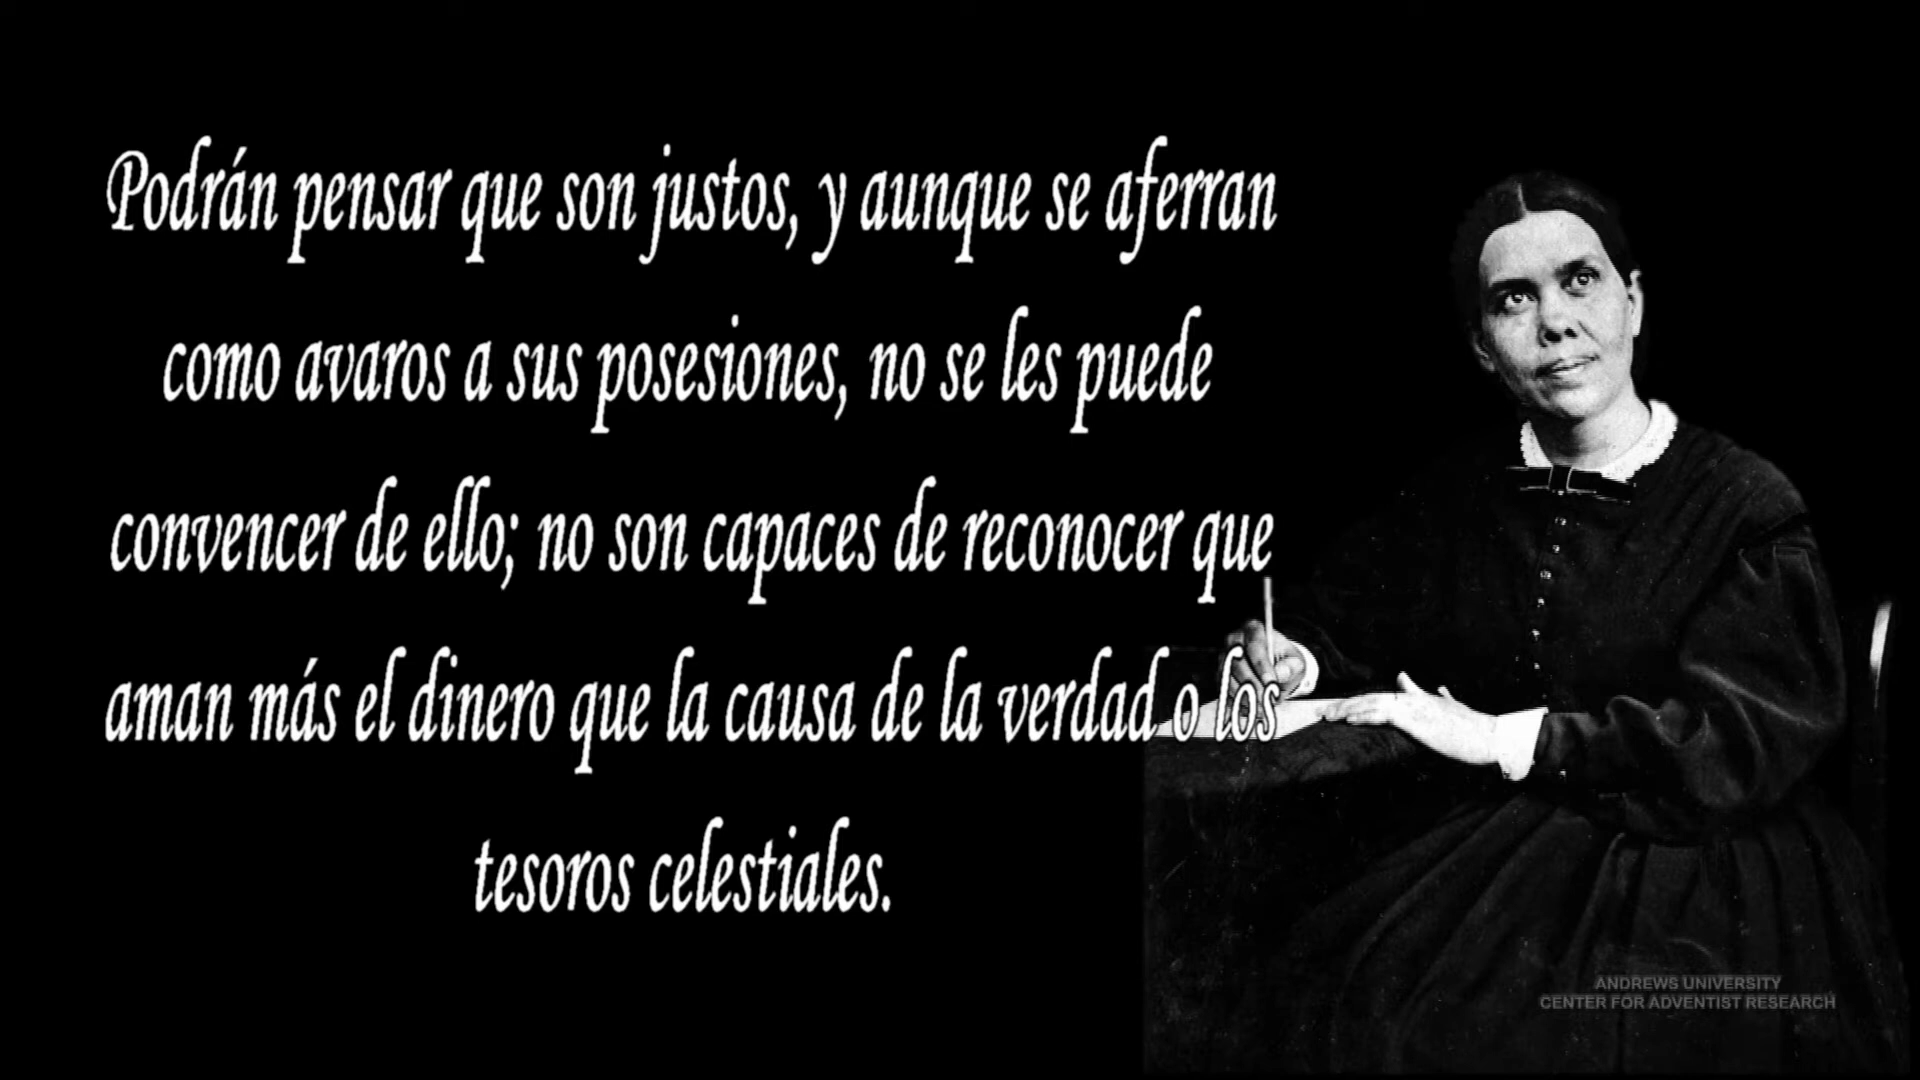 Podrán pensar que son justos, y aunque se aferran
como avaros a sus posesiones, no se les puede
convencer de ello; no son capaces de reconocer que
aman más el dinero que la causa de la verdad o los
tesoros celestiales.
ANDREWS UNIVERSITY
CENTER FOR ADVENTIST RESEARCH